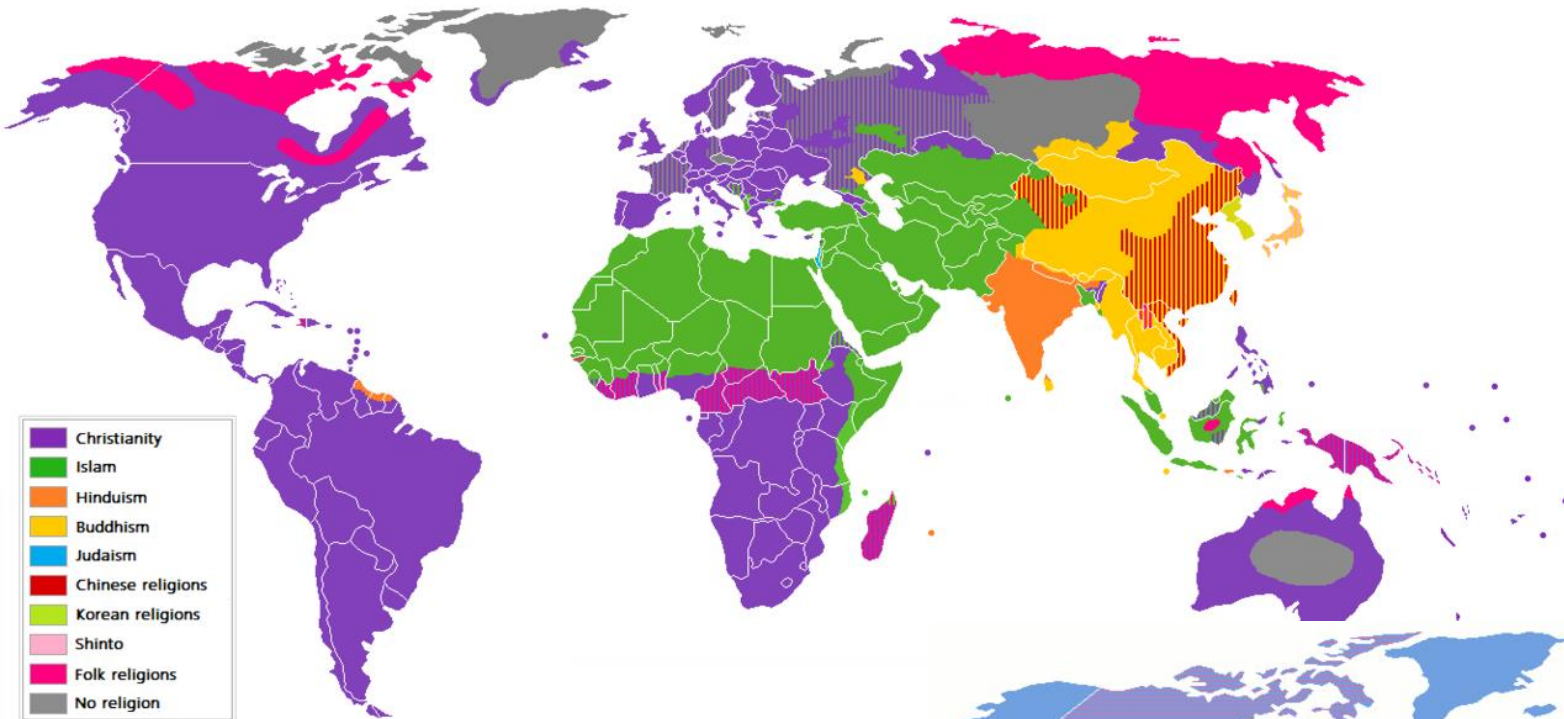 Christianity
Islam
Hinduism
Buddhism
Judaism
Chinese religions
Korean religions
Shinto
Folk religions
No religion